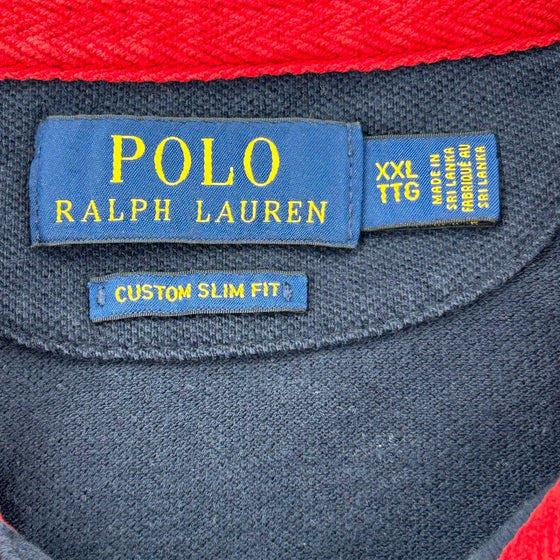 POLO
RALPH LAUREN
XXL
TTG
MADE IN
SRI LANKA
FABRIQUÉ AU
SRI LANKA
CUSTOM SLIM FIT